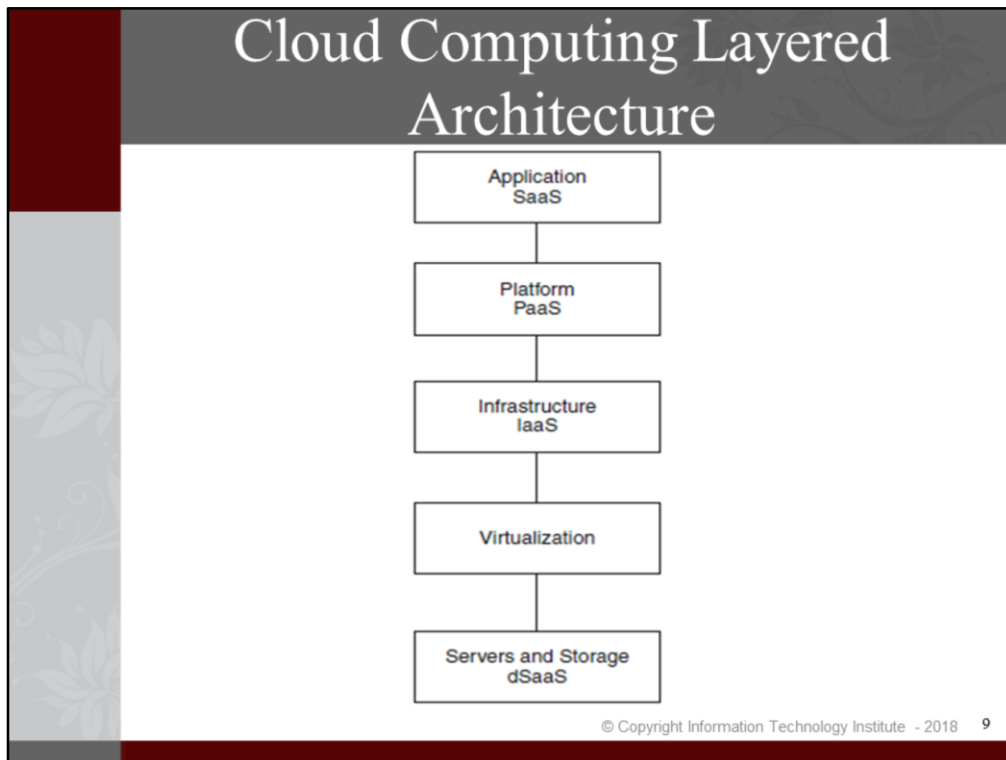 Cloud Computing Layered
Architecture
Application
SaaS
Platform
PaaS
Infrastructure
IaaS
Virtualization
Servers and Storage
dSaaS
© Copyright Information Technology Institute - 2018 9